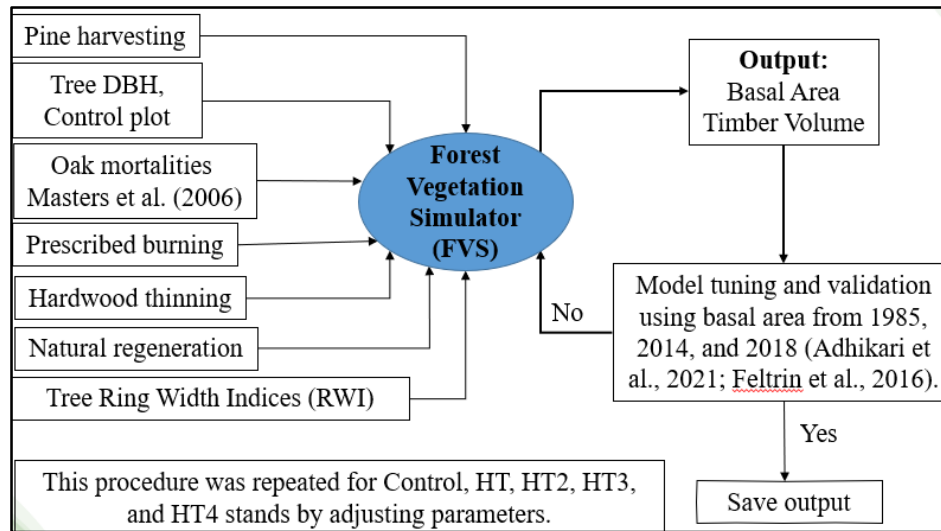 Pine harvesting
Tree DBH,
Control plot
Oak mortalities
Masters et al. (2006)
Prescribed burning
Hardwood thinning
Natural regeneration
Tree Ring Width Indices (RWI)
Forest
Vegetation
Simulator
(FVS)
Output:
Basal Area
Timber Volume
No
Model tuning and validation
using basal area from 1985,
2014, and 2018 (Adhikari et
al., 2021; Feltrin et al., 2016).
Yes
Save output
This procedure was repeated for Control, HT, HT2, HT3,
and HT4 stands by adjusting parameters.